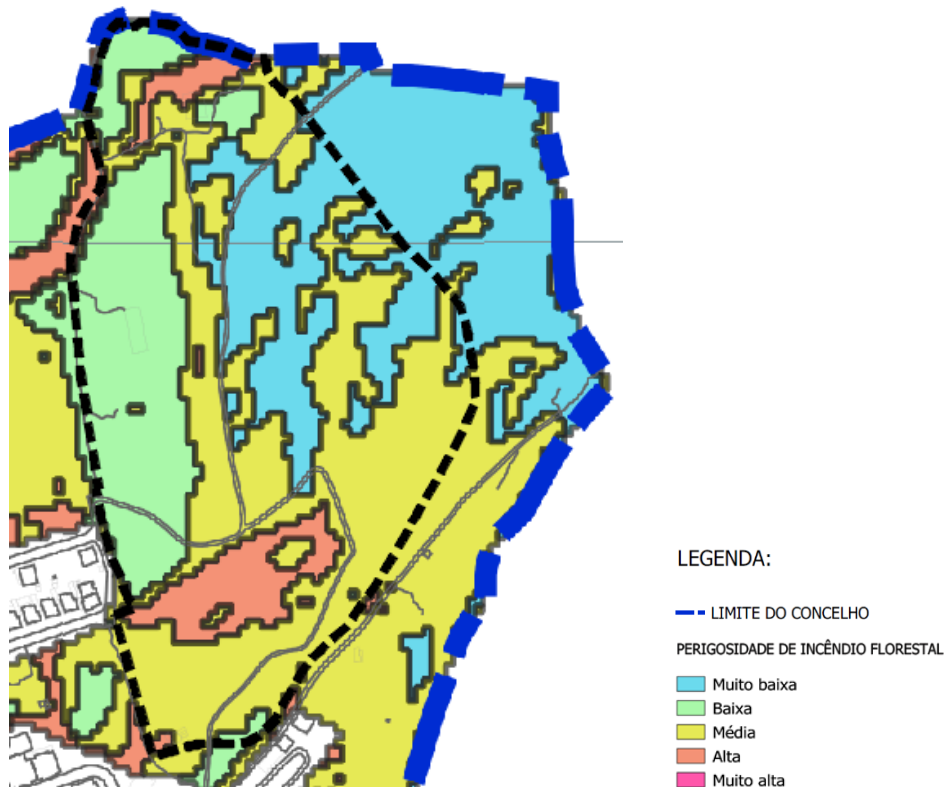 LEGENDA:
LIMITE DO CONCELHO
PERIGOSIDADE DE INCÊNDIO FLORESTAL
Muito baixa
Baixa
Média
Alta
Muito alta